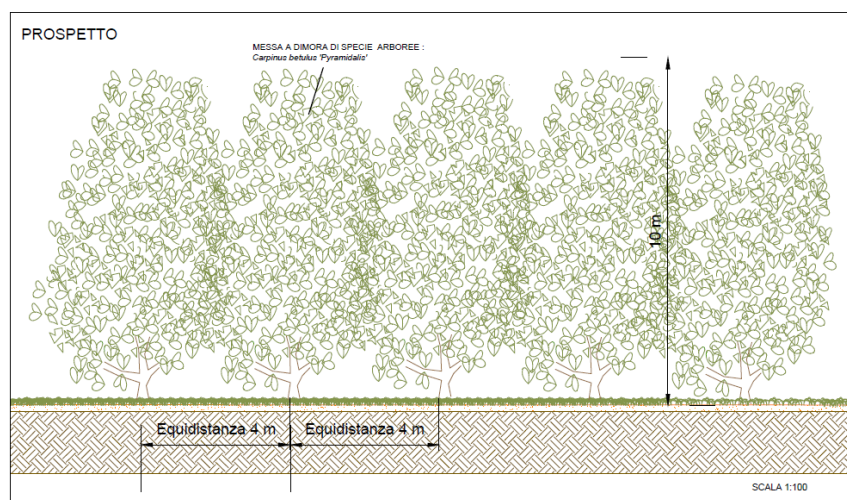 PROSPETTO
MESSA A DIMORA DI SPECIE ARBOREE :
Carpinus betulus 'Pyramidalis'
10 m
Equidistanza 4 m
Equidistanza 4 m
SCALA 1:100